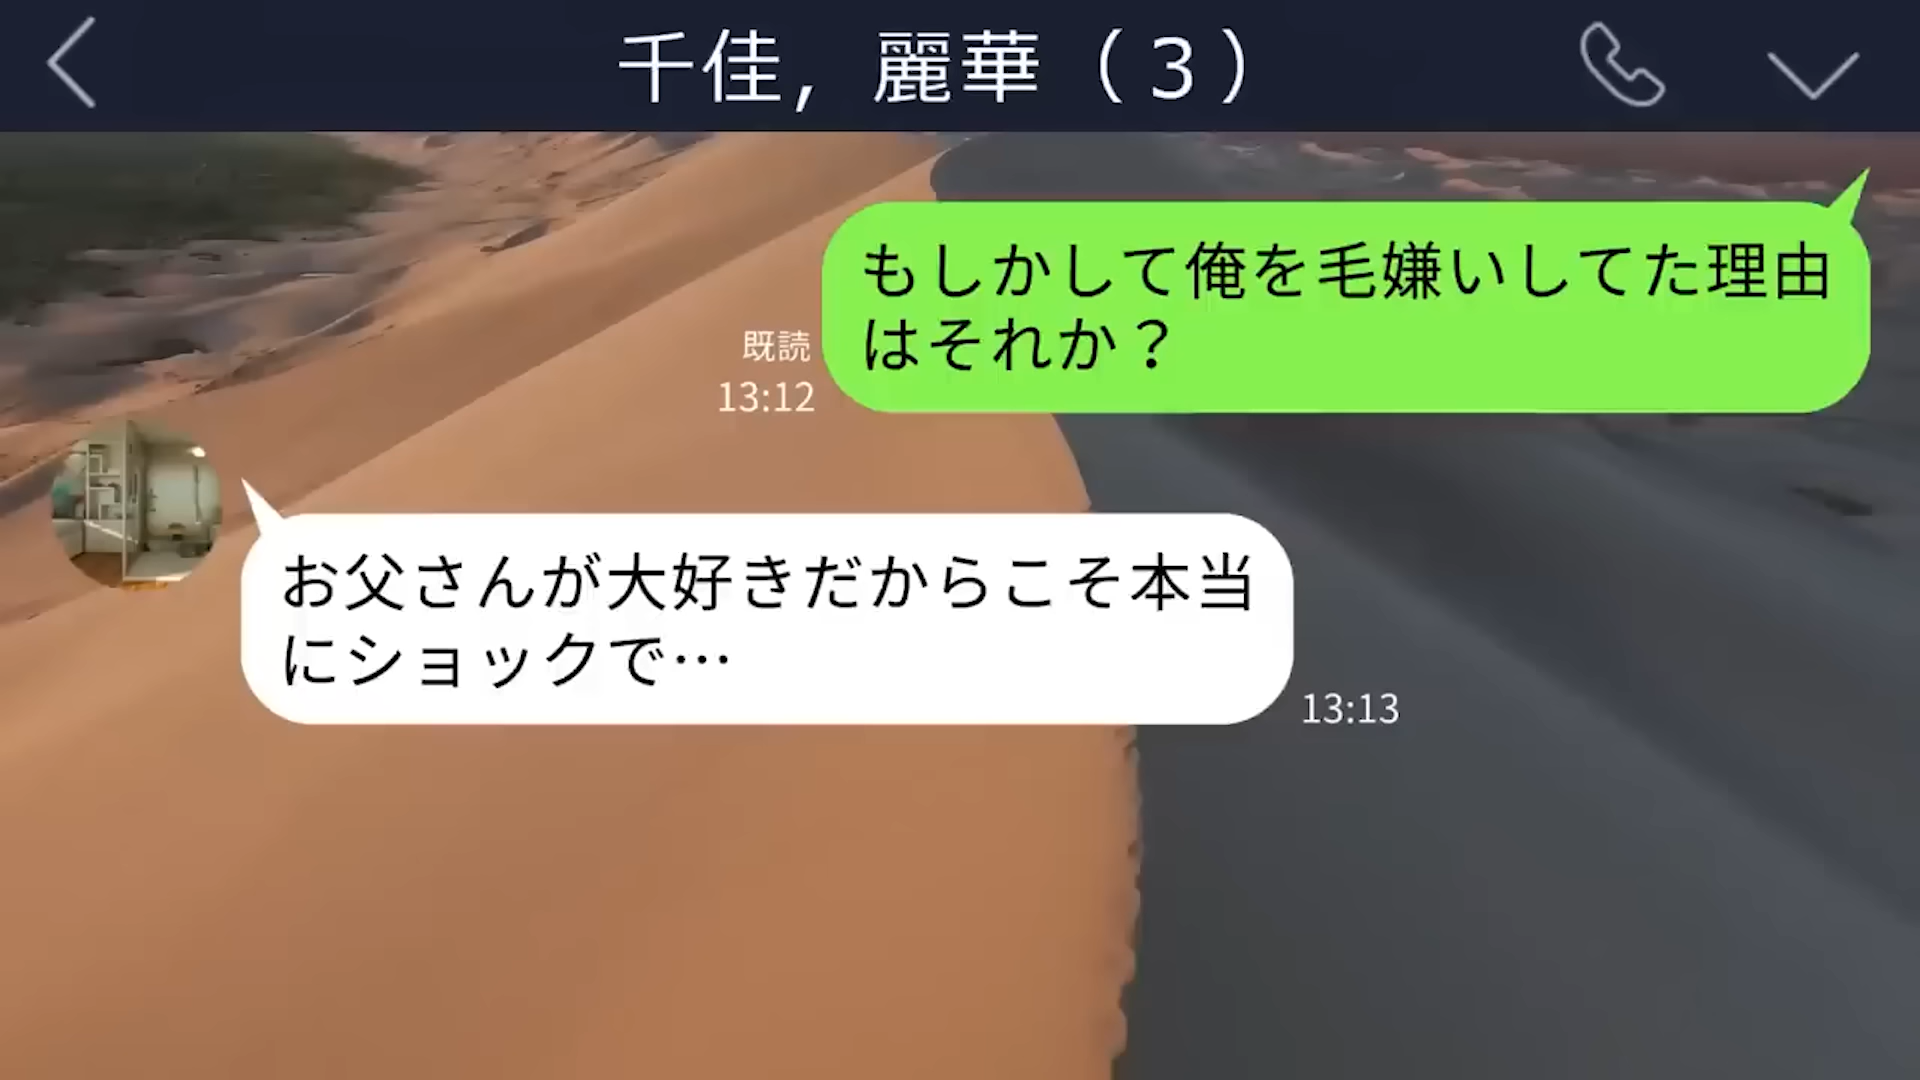 千佳，麗華（３）
もしかして俺を毛嫌いしてた理由
はそれか？
既読
13:12
お父さんが大好きだからこそ本当
にショックで…
13:13